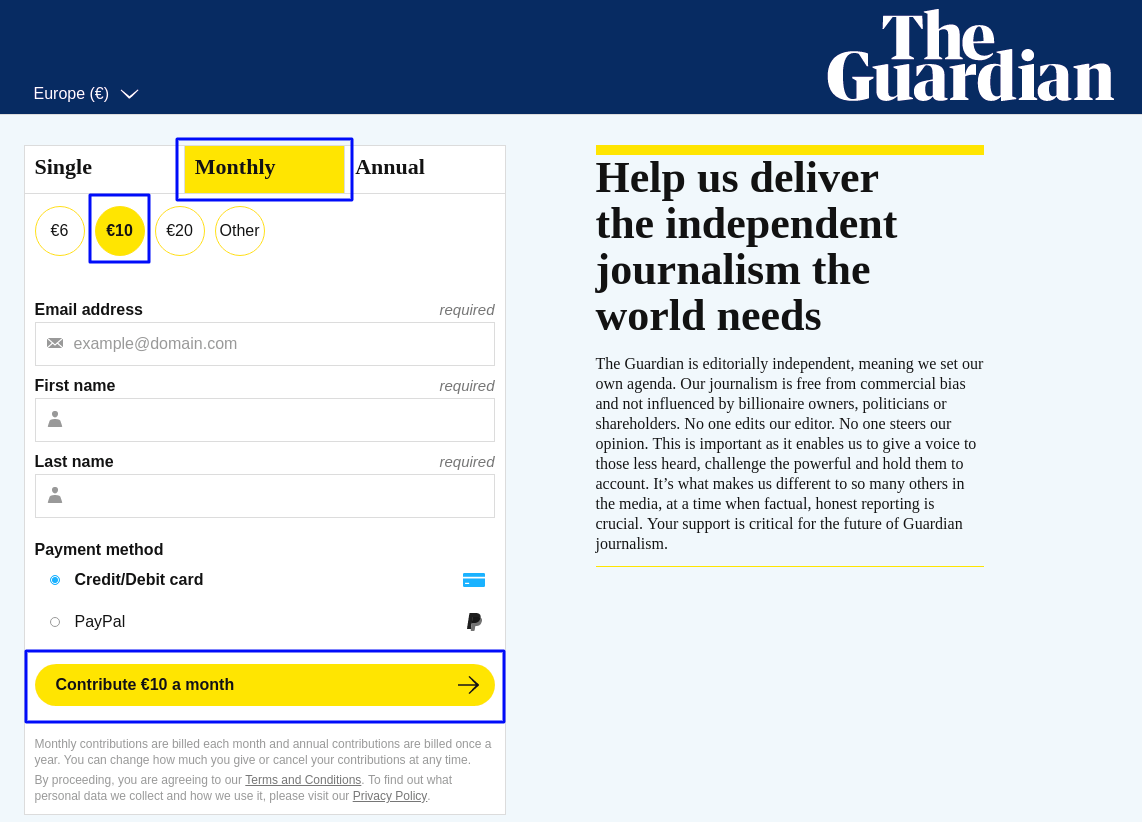 The
Guardian
Europe (€)
Single
Monthly
Annual
€6
€10
€20
Other
Email address
required
example@domain.com
First name
required
Last name
required
Payment method
Credit/Debit card
PayPal
Contribute €10 a month
Monthly contributions are billed each month and annual contributions are billed once a
year. You can change how much you give or cancel your contributions at any time.
By proceeding, you are agreeing to our Terms and Conditions. To find out what
personal data we collect and how we use it, please visit our Privacy Policy.
Help us deliver
the independent
journalism the
world needs
The Guardian is editorially independent, meaning we set our
own agenda. Our journalism is free from commercial bias
and not influenced by billionaire owners, politicians or
shareholders. No one edits our editor. No one steers our
opinion. This is important as it enables us to give a voice to
those less heard, challenge the powerful and hold them to
account. It’s what makes us different to so many others in
the media, at a time when factual, honest reporting is
crucial. Your support is critical for the future of Guardian
journalism.